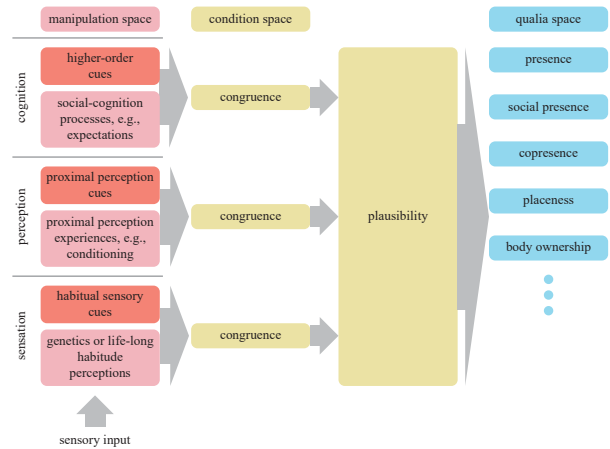 manipulation space
condition space
qualia space
cognition
higher-order
cues
social-cognition
processes, e.g.,
expectations
congruence
perception
proximal perception
cues
proximal perception
experiences, e.g.,
conditioning
congruence
sensation
habitual sensory
cues
genetics or life-long
habitude
perceptions
congruence
sensory input
plausibility
presence
social presence
copresence
placeness
body ownership